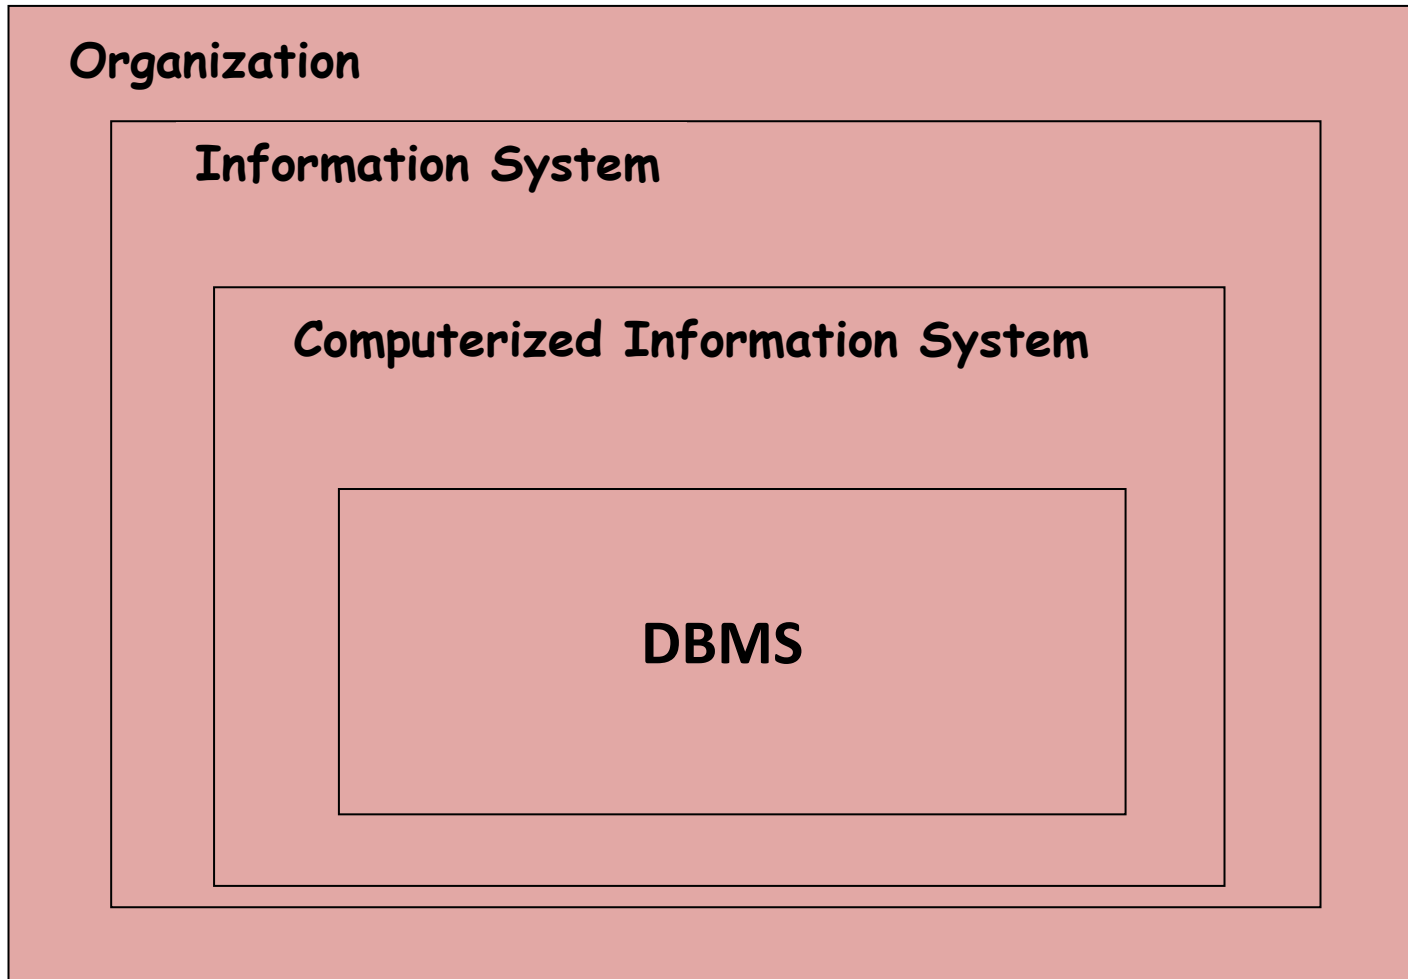 Organization
Information System
Computerized Information System
DBMS